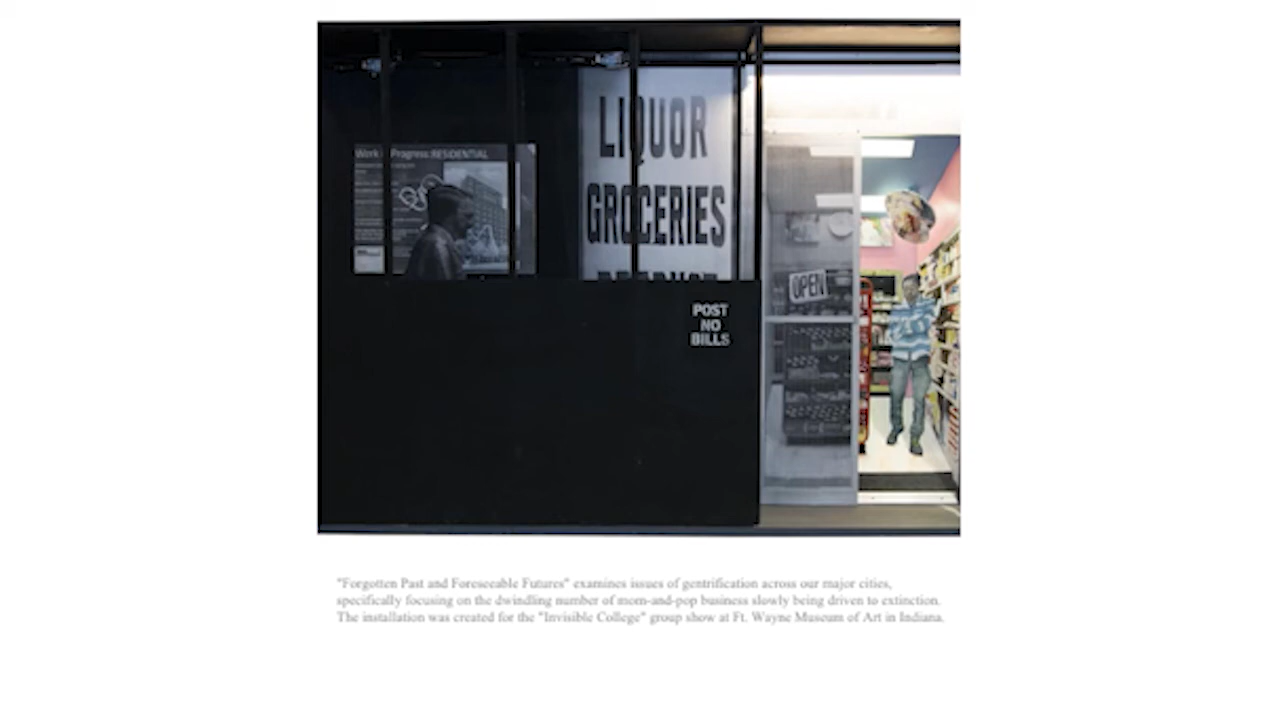 Work Progress:RESIDENTIAL
LIQUOR
GROCERIES
OPEN
POST
NO
BILLS
"Forgotten Past and Foreseeable Futures" examines issues of gentrification across our major cities,
specifically focusing on the dwindling number of mom-and-pop business slowly being driven to extinction.
The installation was created for the "Invisible College" group show at Ft. Wayne Museum of Art in Indiana.